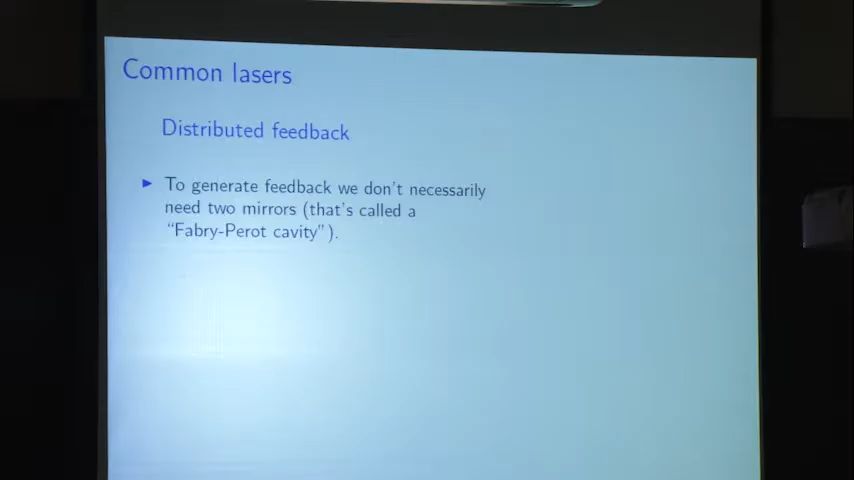 Common lasers
Distributed feedback
▶ To generate feedback we don't necessarily
need two mirrors (that's called a
“Fabry-Perot cavity”).